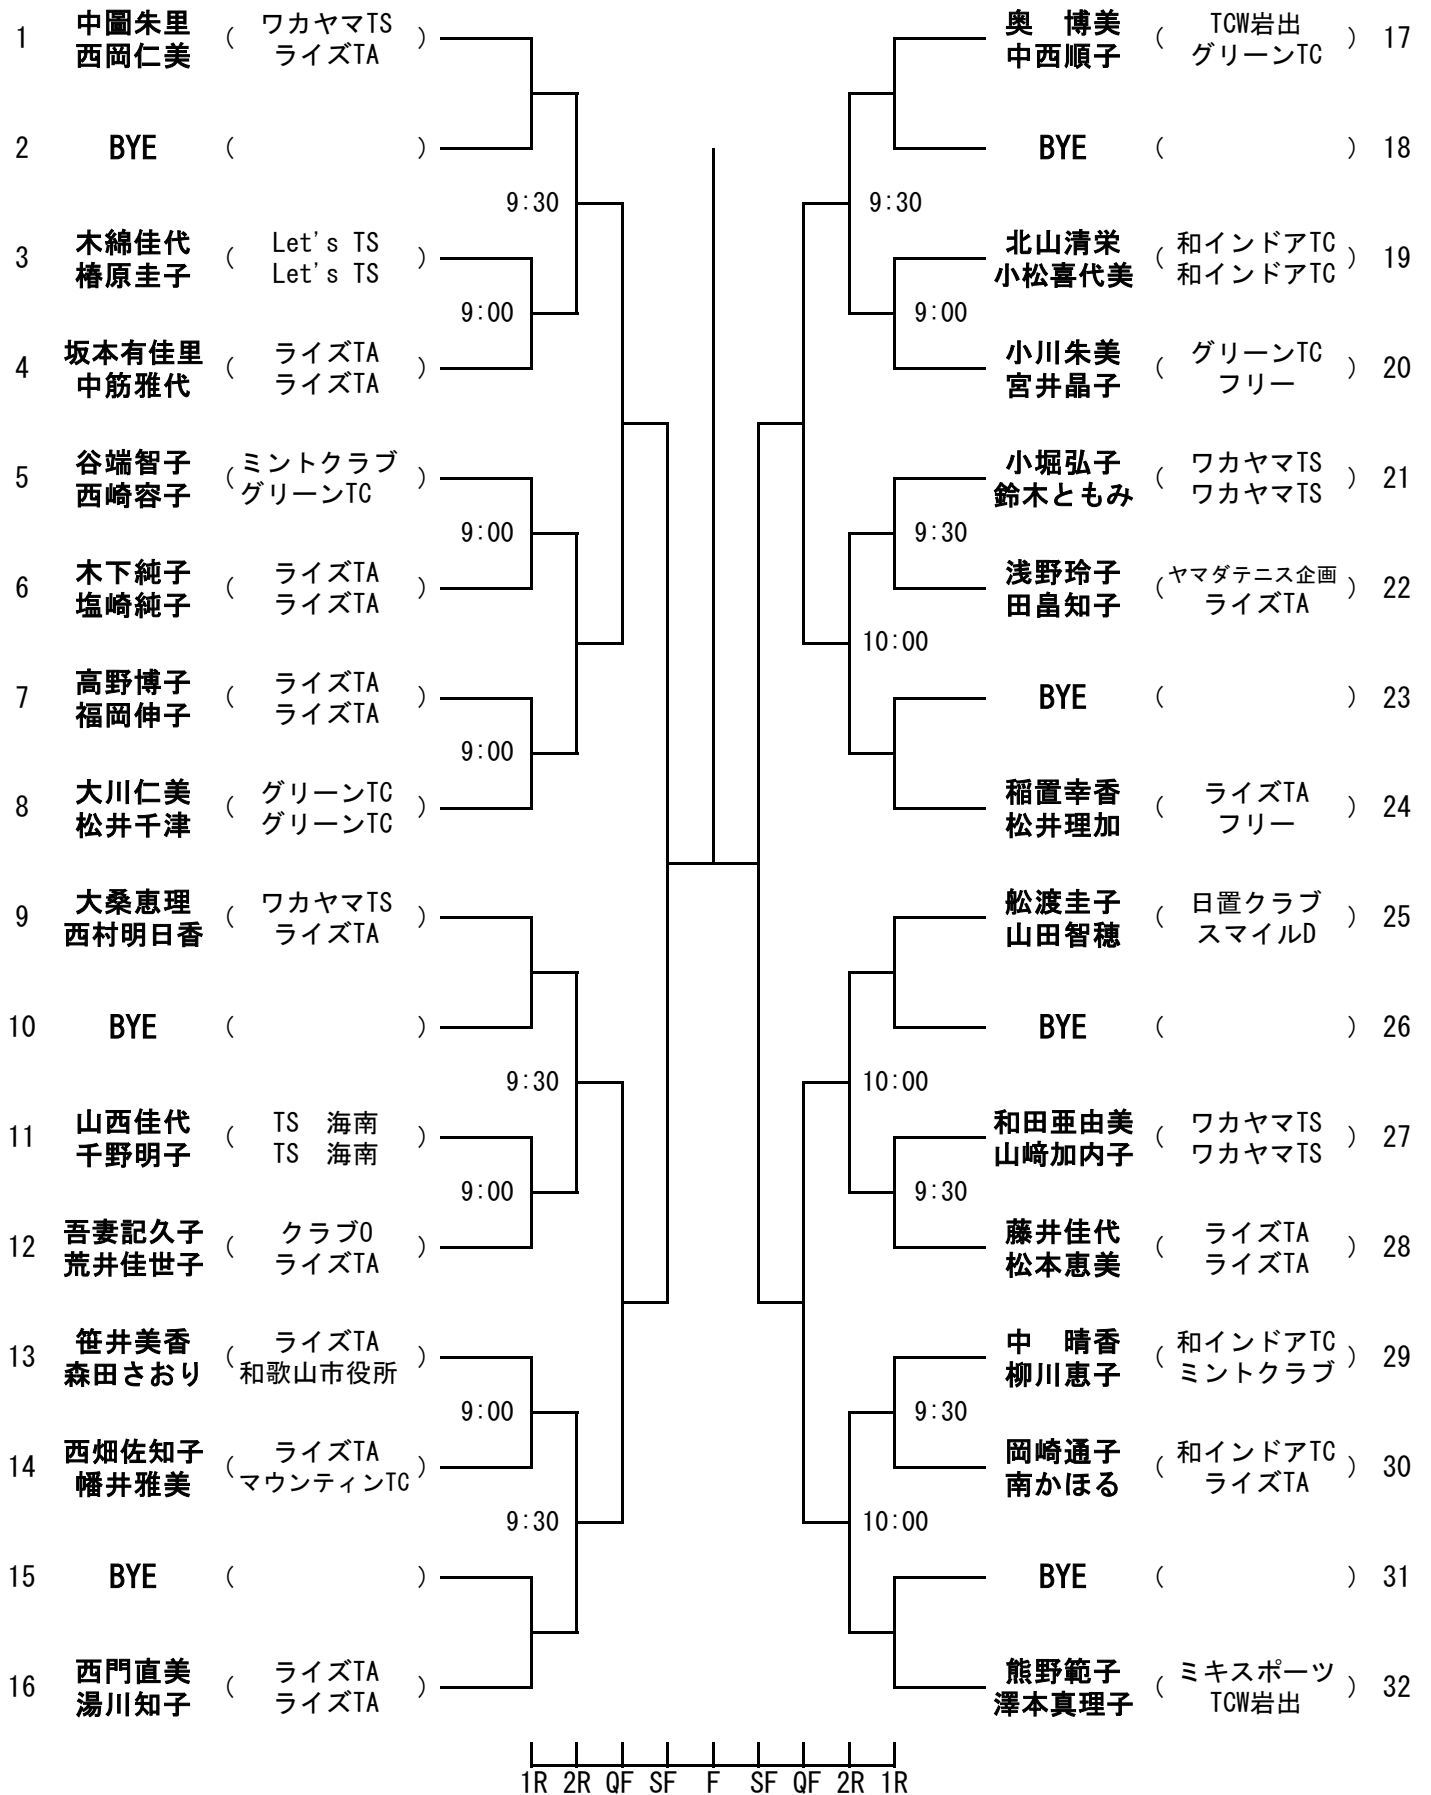 1 中圖朱里 ( ワカヤマTS )
西岡仁美 ライズTA
2 BYE ( )
9:30
3 木綿佳代 ( Let's TS )
椿原圭子 Let's TS
9:00
4 坂本有佳里 ( ライズTA )
中筋雅代 ライズTA
5 谷端智子 ( ミントクラブ )
西崎容子 グリーンTC
9:00
6 木下純子 ( ライズTA )
塩崎純子 ライズTA
7 高野博子 ( ライズTA )
福岡伸子 ライズTA
9:00
8 大川仁美 ( グリーンTC )
松井千津 グリーンTC
9 大桑恵理 ( ワカヤマTS )
西村明日香 ライズTA
10 BYE ( )
9:30
11 山西佳代 ( TS 海南 )
千野明子 TS 海南
9:00
12 吾妻記久子 ( クラブO )
荒井佳世子 ライズTA
13 笹井美香 ( ライズTA )
森田さおり 和歌山市役所
9:00
14 西畑佐知子 ( ライズTA )
幡井雅美 マウンティンTC
9:30
15 BYE ( )
16 西門直美 ( ライズTA )
湯川知子 ライズTA
奥 博美 ( TCW岩出 ) 17
中西順子 グリーンTC
BYE ( ) 18
9:30
北山清栄 ( 和インドアTC ) 19
小松喜代美 和インドアTC
9:00
小川朱美 ( グリーンTC ) 20
宮井晶子 フリー
小堀弘子 ( ワカヤマTS ) 21
鈴木ともみ ワカヤマTS
9:30
浅野玲子 ( ヤマダテニス企画 ) 22
田畠知子 ライズTA
10:00
BYE ( ) 23
稲置幸香 ( ライズTA ) 24
松井理加 フリー
舩渡圭子 ( 日置クラブ ) 25
山田智穂 スマイルD
BYE ( ) 26
10:00
和田亜由美 ( ワカヤマTS ) 27
山﨑加内子 ワカヤマTS
9:30
藤井佳代 ( ライズTA ) 28
松本恵美 ライズTA
中 晴香 ( 和インドアTC ) 29
柳川恵子 ミントクラブ
9:30
岡崎通子 ( 和インドアTC ) 30
南かほる ライズTA
10:00
BYE ( ) 31
熊野範子 ( ミキスポーツ ) 32
澤本真理子 TCW岩出
1R 2R QF SF F SF QF 2R 1R